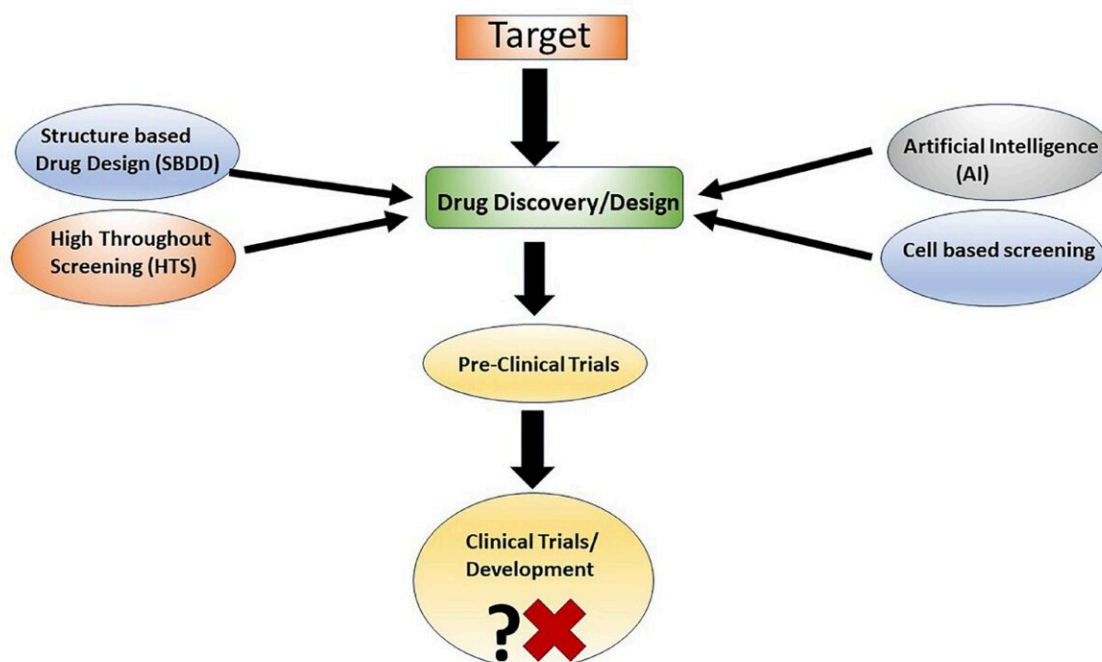 Target
Structure based
Drug Design (SBDD)
Artificial Intelligence
(AI)
Drug Discovery/Design
High Throughout
Screening (HTS)
Cell based screening
Pre-Clinical Trials
Clinical Trials/
Development
?